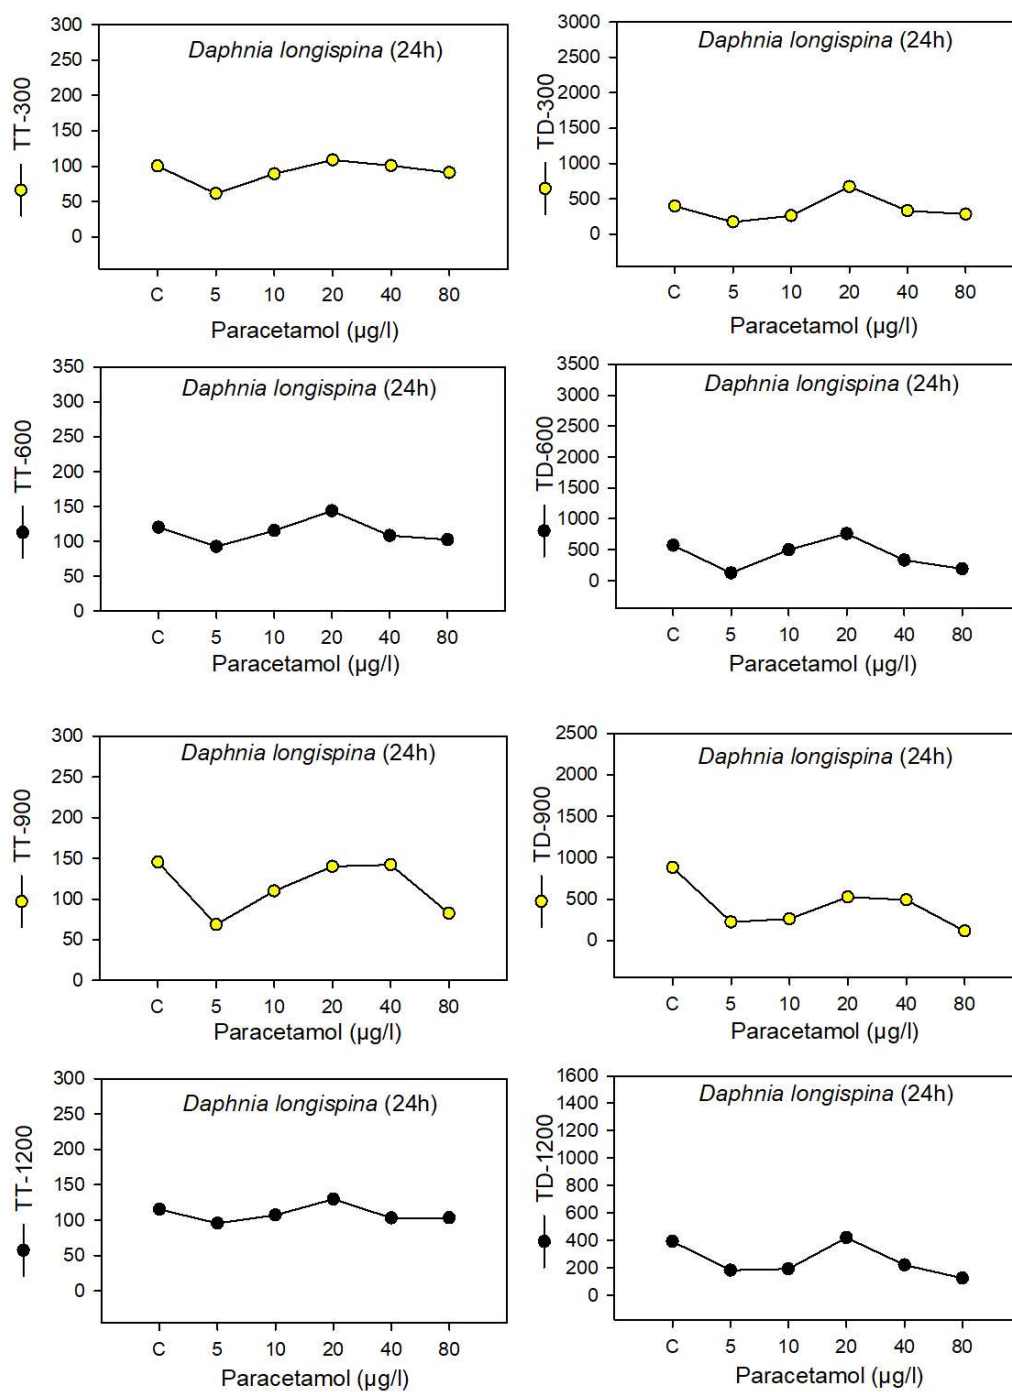 300
250
200
150
100
50
0
TT-300
Daphnia longispina (24h)
C 5 10 20 40 80
Paracetamol (µg/l)
3000
2500
2000
1500
1000
500
0
TD-300
Daphnia longispina (24h)
C 5 10 20 40 80
Paracetamol (µg/l)
350
300
250
200
150
100
50
0
TT-600
Daphnia longispina (24h)
C 5 10 20 40 80
Paracetamol (µg/l)
3500
3000
2500
2000
1500
1000
500
0
TD-600
Daphnia longispina (24h)
C 5 10 20 40 80
Paracetamol (µg/l)
300
250
200
150
100
50
0
TT-900
Daphnia longispina (24h)
C 5 10 20 40 80
Paracetamol (µg/l)
2500
2000
1500
1000
500
0
TD-900
Daphnia longispina (24h)
C 5 10 20 40 80
Paracetamol (µg/l)
300
250
200
150
100
50
0
TT-1200
Daphnia longispina (24h)
C 5 10 20 40 80
Paracetamol (µg/l)
1600
1400
1200
1000
800
600
400
200
0
TD-1200
Daphnia longispina (24h)
C 5 10 20 40 80
Paracetamol (µg/l)